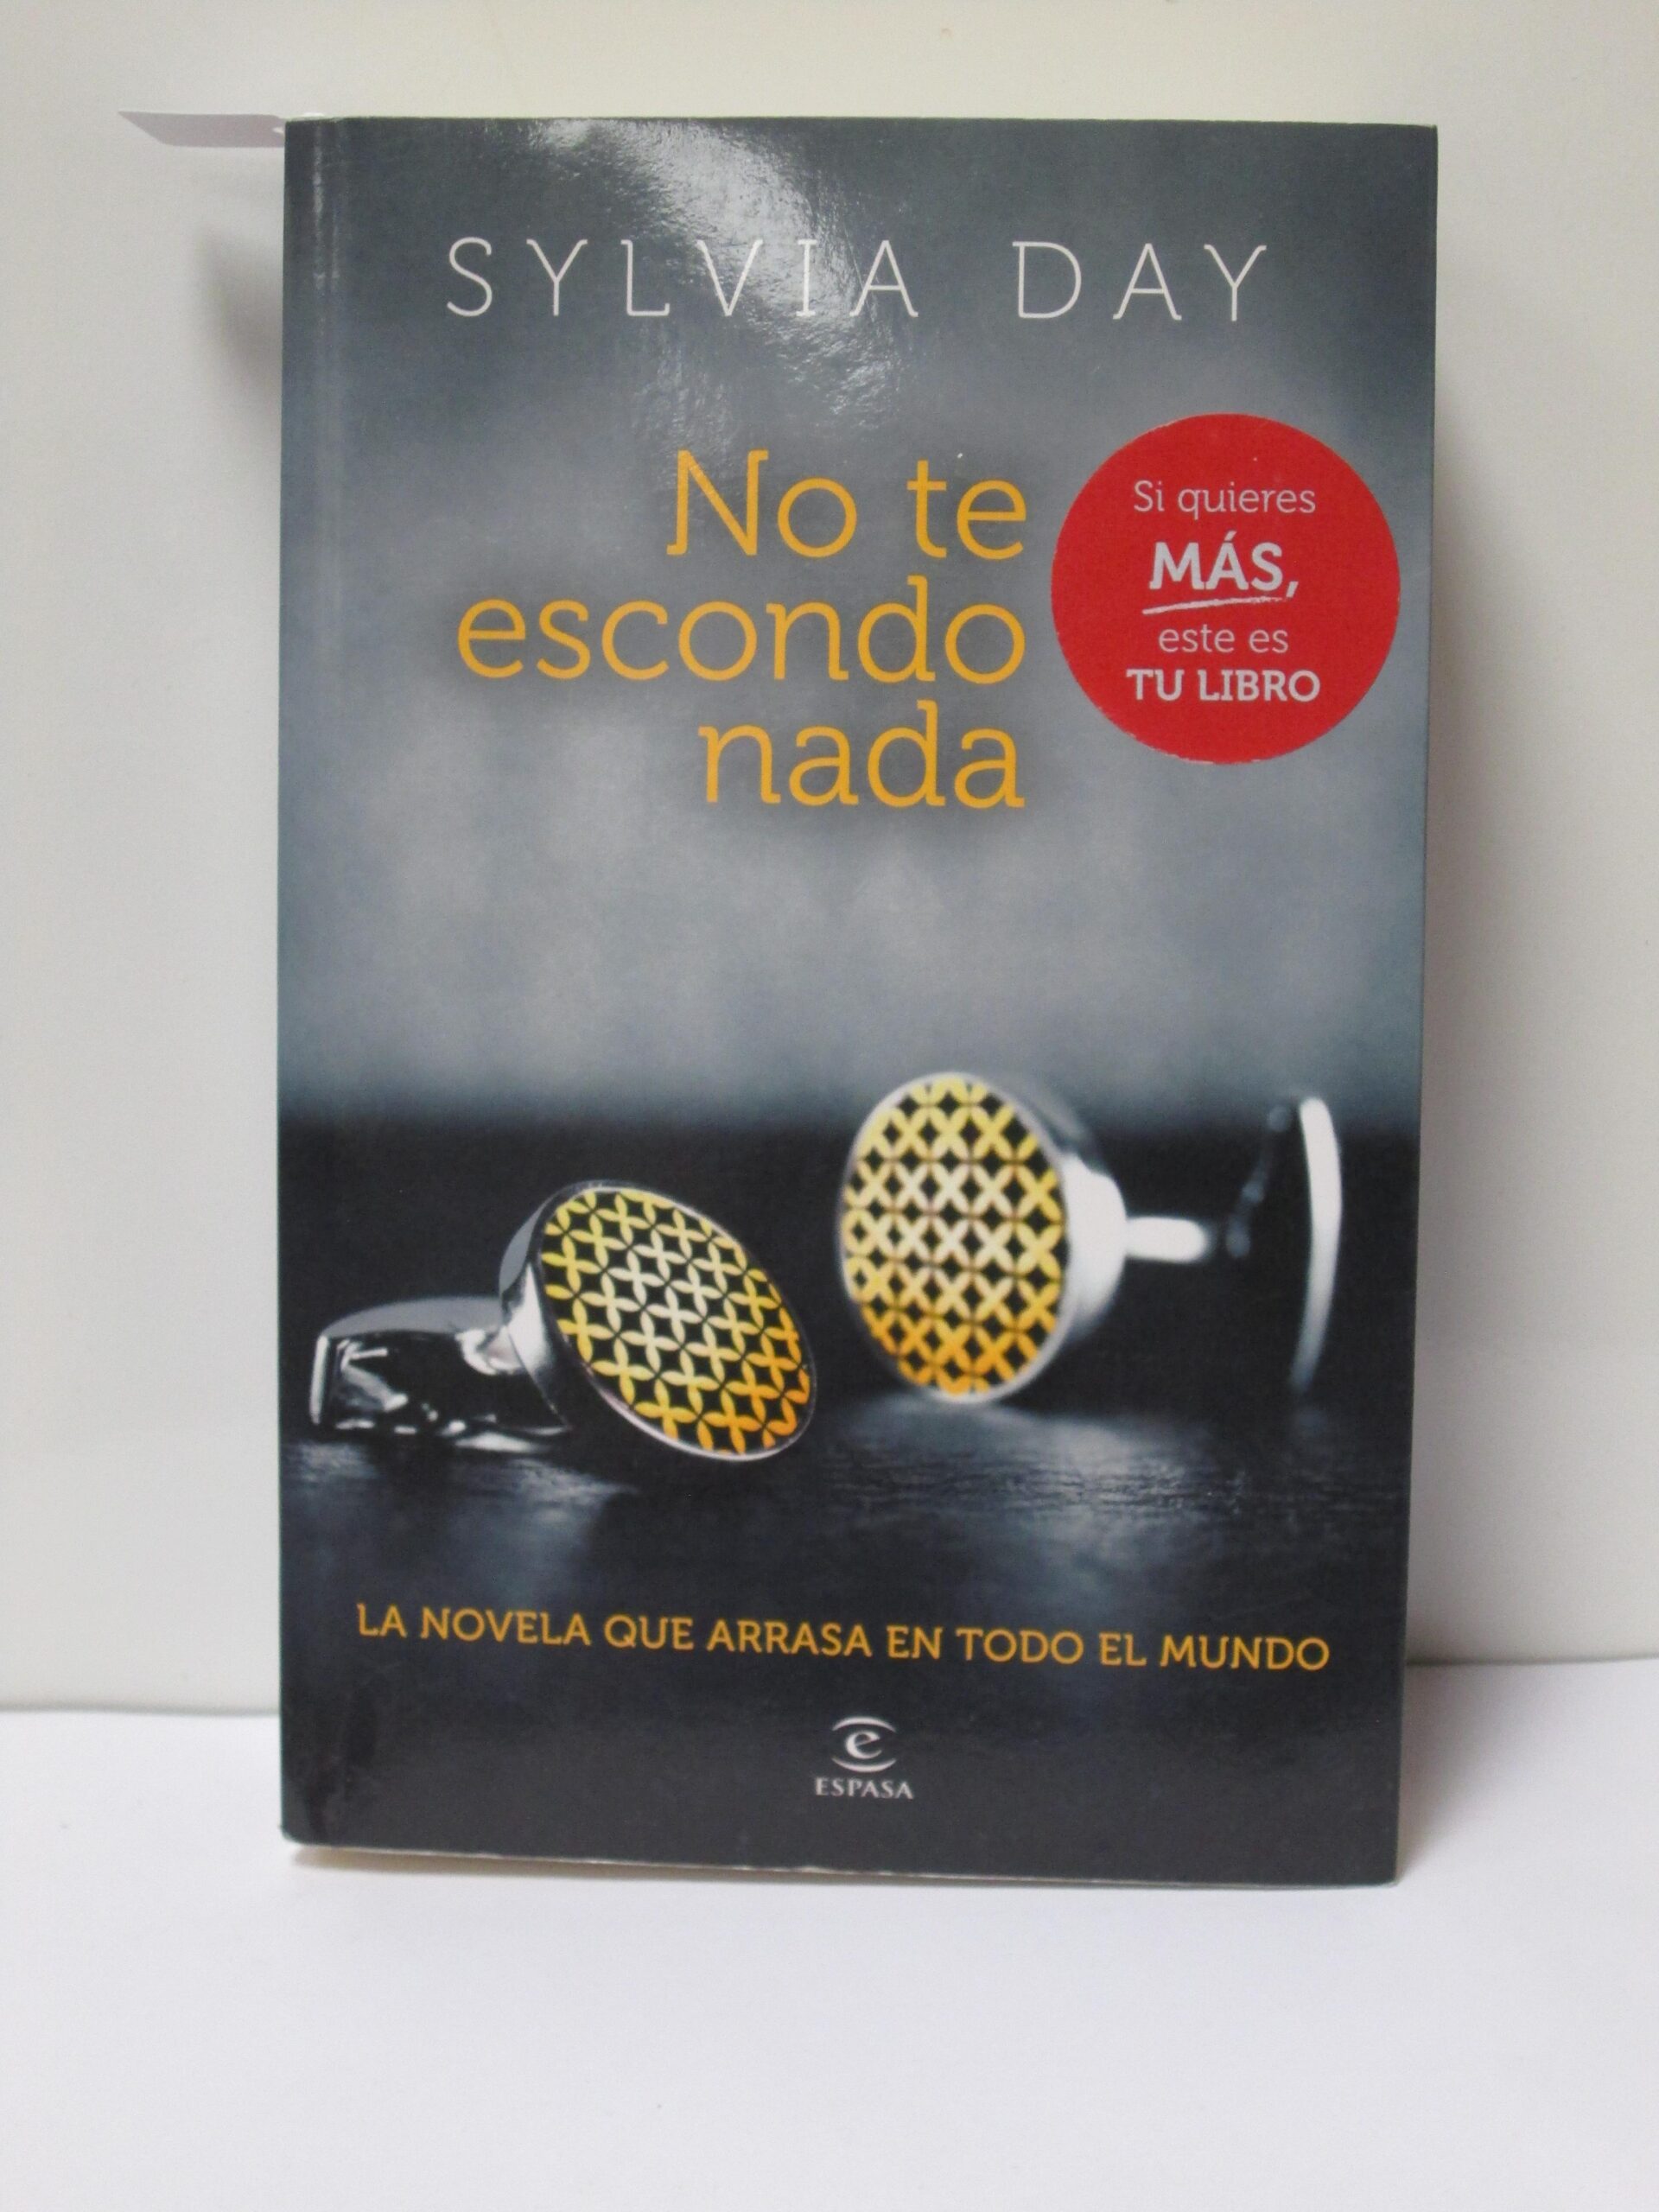 SYLVIA DAY
No te
escondo
nada
Si quieres
MÁS,
este es
TU LIBRO
LA NOVELA QUE ARRASA EN TODO EL MUNDO
e
ESPASA